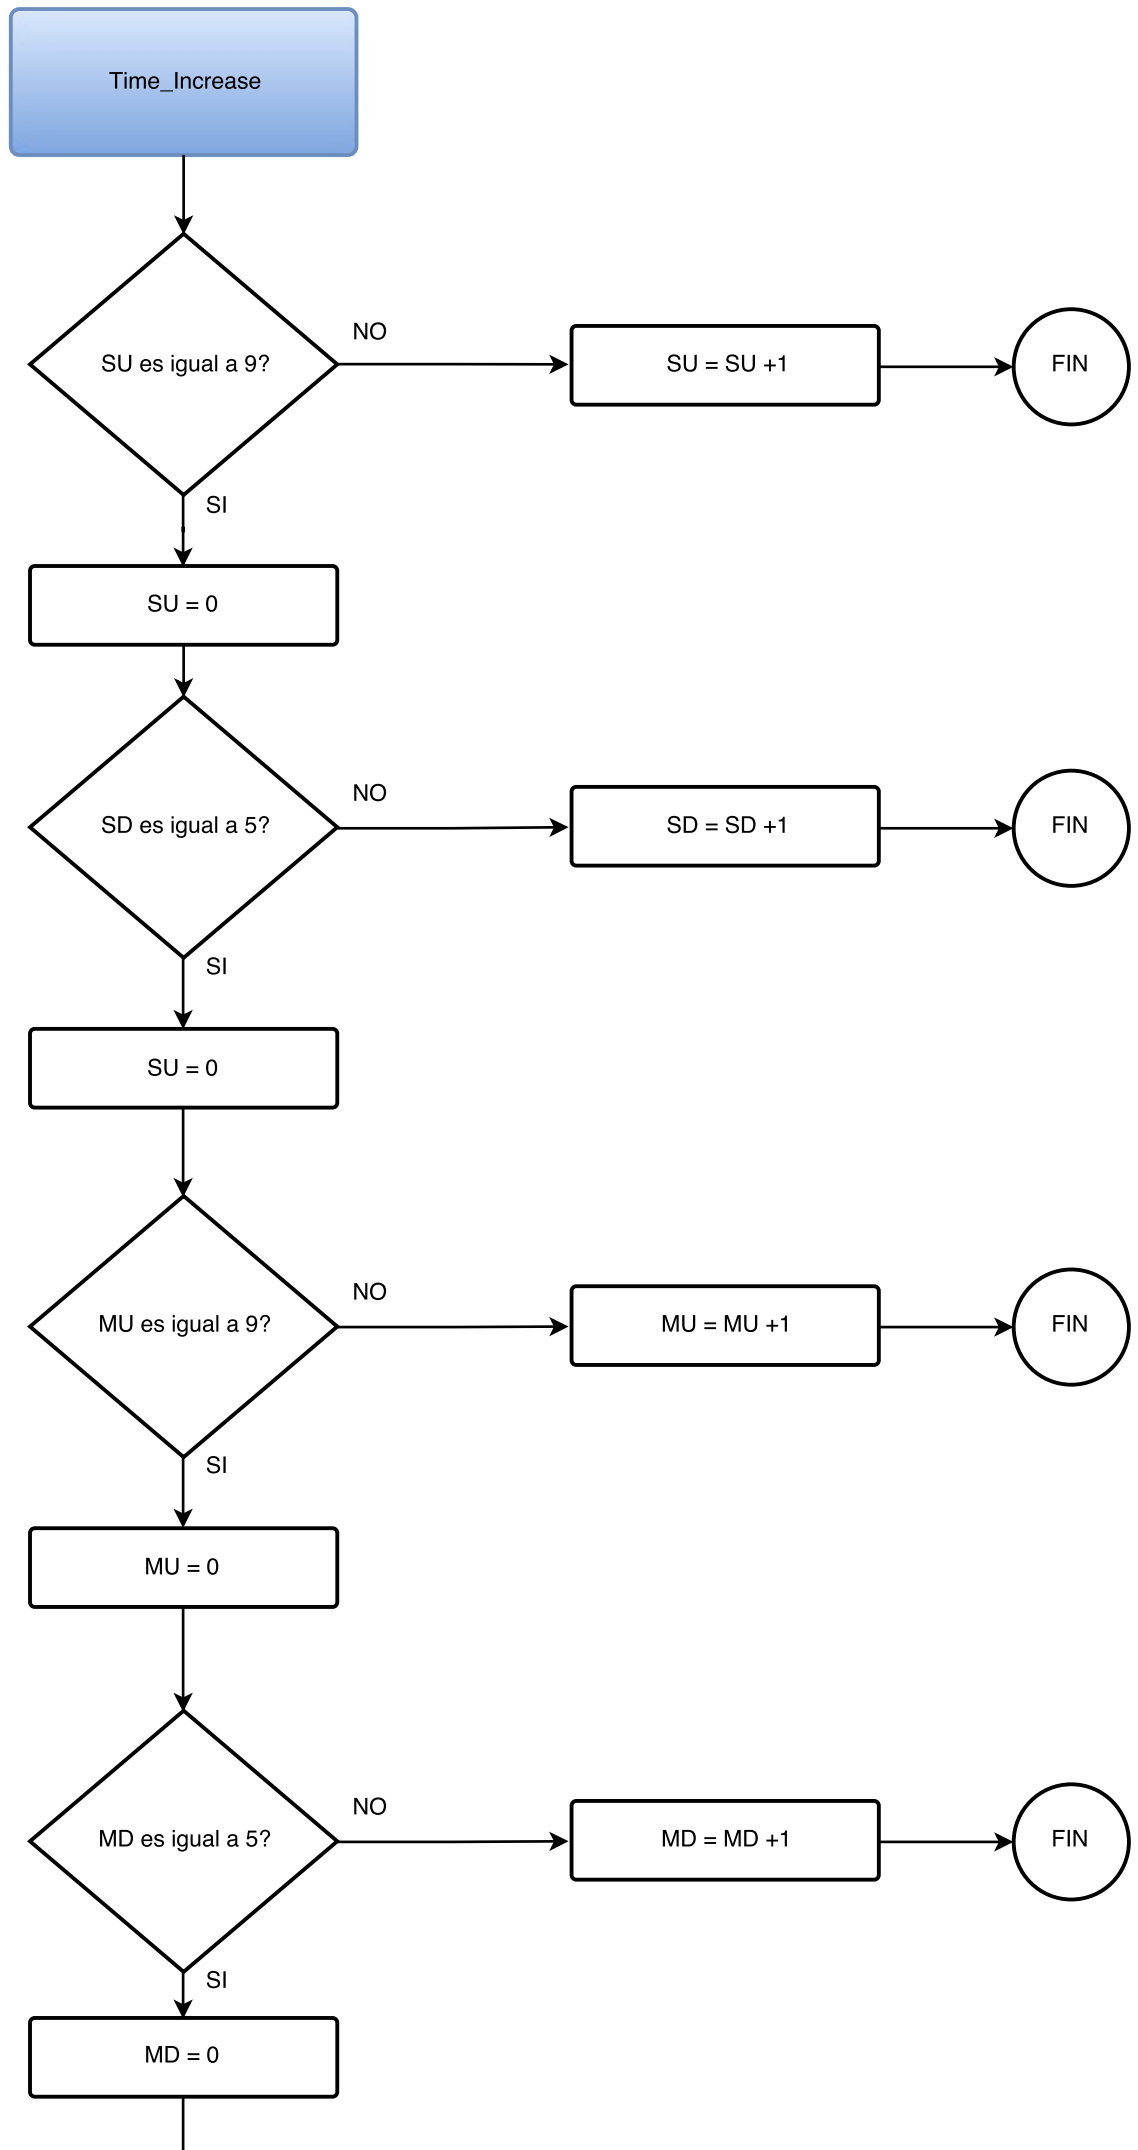 Time_Increase
SU es igual a 9?
NO
SU = SU +1
FIN
SI
SU = 0
SD es igual a 5?
NO
SD = SD +1
FIN
SI
SU = 0
MU es igual a 9?
NO
MU = MU +1
FIN
SI
MU = 0
MD es igual a 5?
NO
MD = MD +1
FIN
SI
MD = 0